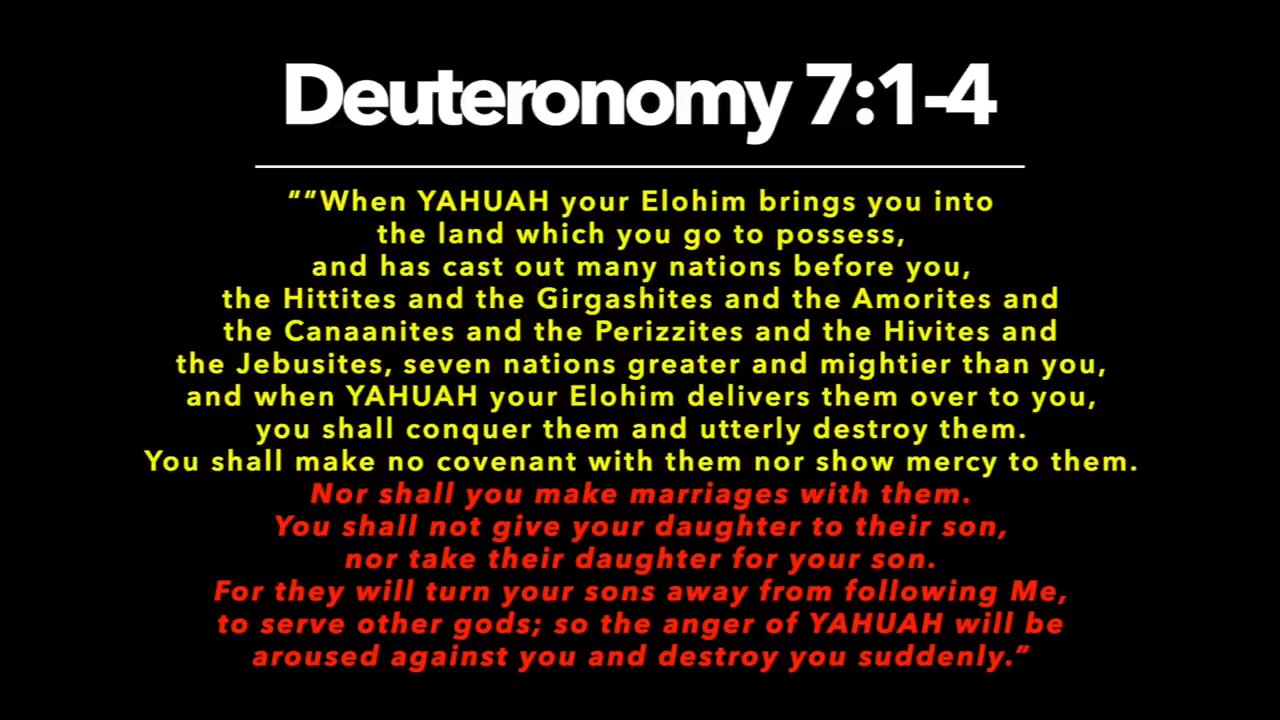 Deuteronomy 7:1-4
““When YAHUAH your Elohim brings you into
the land which you go to possess,
and has cast out many nations before you,
the Hittites and the Girgashites and the Amorites and
the Canaanites and the Perizzites and the Hivites and
the Jebusites, seven nations greater and mightier than you,
and when YAHUAH your Elohim delivers them over to you,
you shall conquer them and utterly destroy them.
You shall make no covenant with them nor show mercy to them.
Nor shall you make marriages with them.
You shall not give your daughter to their son,
nor take their daughter for your son.
For they will turn your sons away from following Me,
to serve other gods; so the anger of YAHUAH will be
aroused against you and destroy you suddenly.”